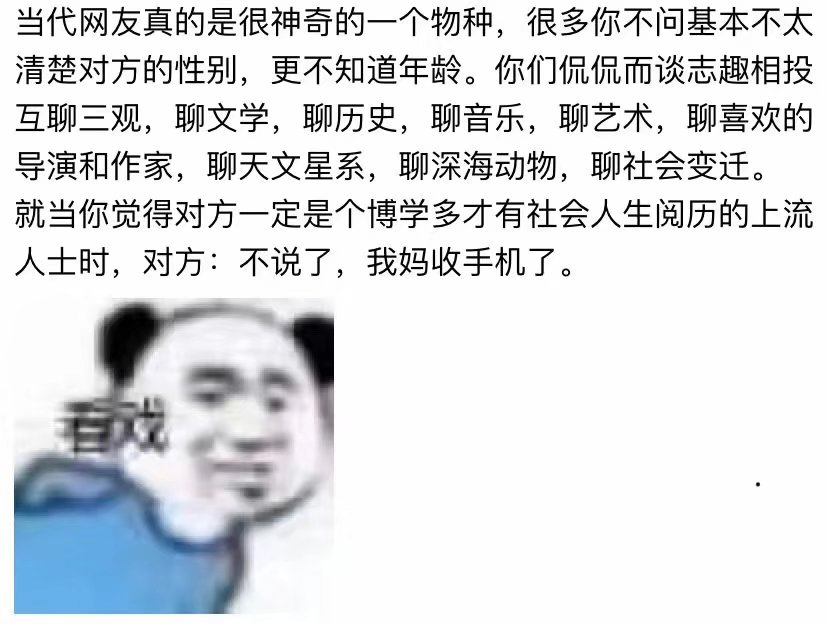 当代网友真的是很神奇的一个物种，很多你不问基本不太
清楚对方的性别，更不知道年龄。你们侃侃而谈志趣相投
互聊三观，聊文学，聊历史，聊音乐，聊艺术，聊喜欢的
导演和作家，聊天文星系，聊深海动物，聊社会变迁。
就当你觉得对方一定是个博学多才有社会人生阅历的上流
人士时，对方：不说了，我妈收手机了。
看戏